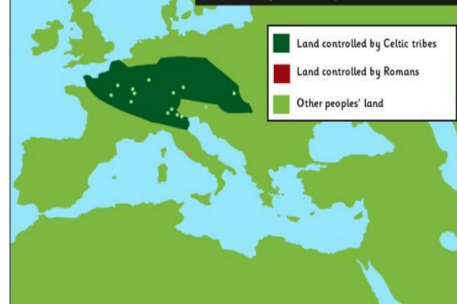 Land controlled by Celtic tribes
Land controlled by Romans
Other peoples' land